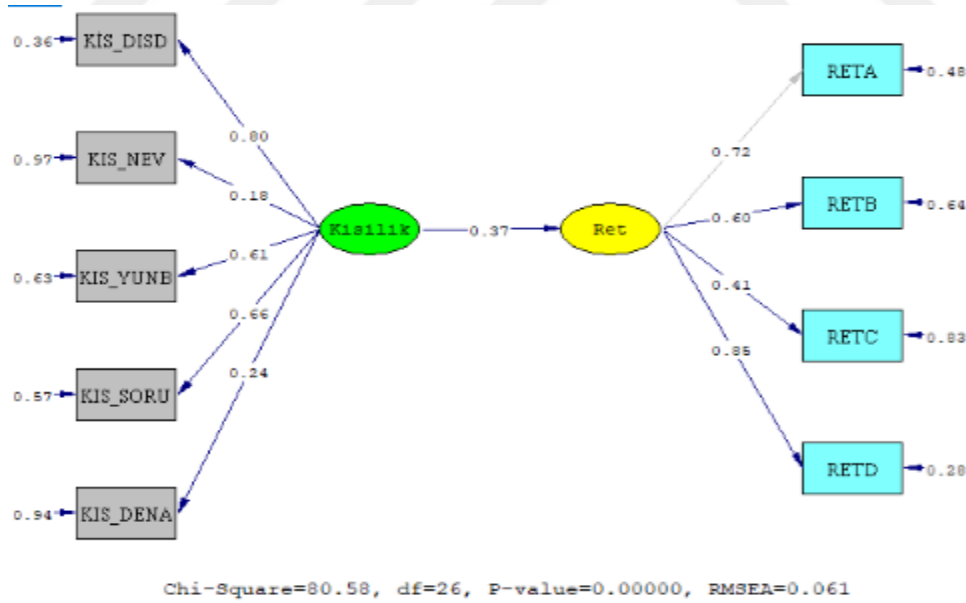 0.36
KİS_DISD
0.97
KIS_NEV
0.63
KIS_YUNB
0.57
KIS_SORU
0.94
KIS_DENA
0.80
0.18
0.61
0.66
0.24
Kisilik
0.37
Ret
0.72
0.60
0.41
0.85
RETA
0.48
RETB
0.64
RETC
0.83
RETD
0.28
Chi-Square=80.58, df=26, P-value=0.00000, RMSEA=0.061